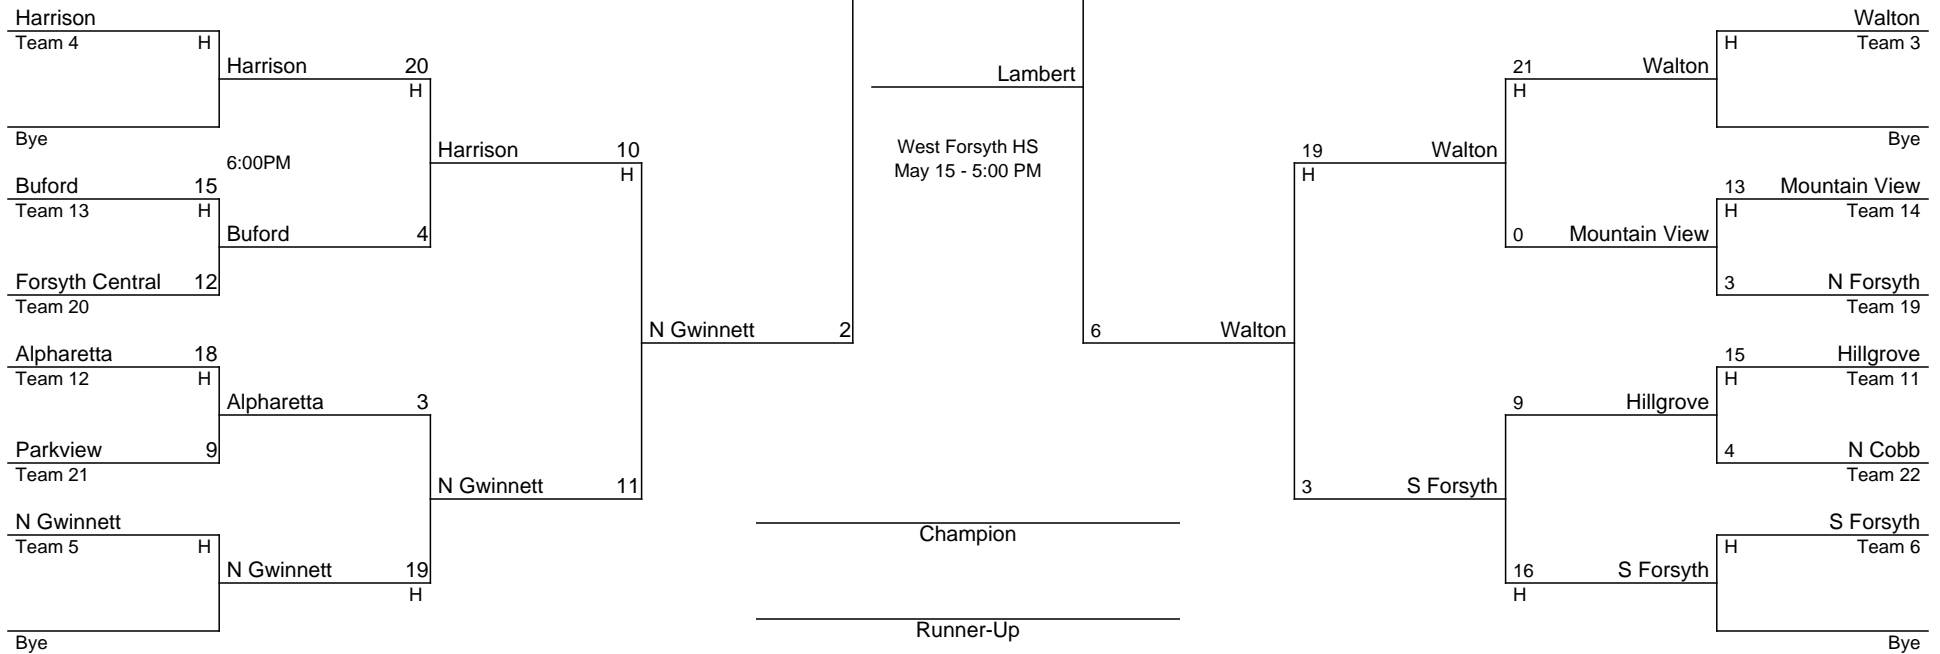 Harrison
Team 4 H
Harrison 20
H
Bye
6:00PM
Buford 15
Team 13 H
Buford 4
Forsyth Central 12
Team 20
Harrison 10
H
Alpharetta 18
Team 12 H
Alpharetta 3
Parkview 9
Team 21
N Gwinnett 11
N Gwinnett
Team 5 H
N Gwinnett 19
H
Bye
N Gwinnett 2
Lambert
West Forsyth HS
May 15 - 5:00 PM
Champion
Runner-Up
6 Walton
19 Walton
H
3 S Forsyth
21 Walton
H
0 Mountain View
9 Hillgrove
16 S Forsyth
H
Walton
H Team 3
Bye
13 Mountain View
H Team 14
3 N Forsyth
Team 19
15 Hillgrove
H Team 11
4 N Cobb
Team 22
S Forsyth
H Team 6
Bye